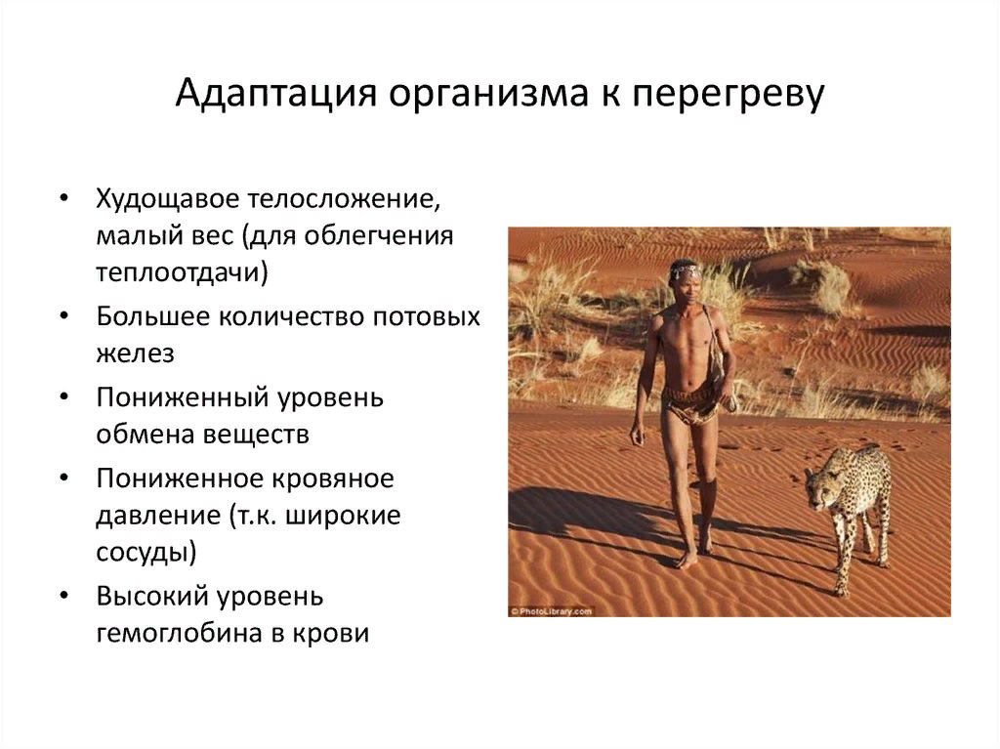 Адаптация организма к перегреву
• Худощавое телосложение,
малый вес (для облегчения
теплоотдачи)
• Большее количество потовых
желез
• Пониженный уровень
обмена веществ
• Пониженное кровяное
давление (т.к. широкие
сосуды)
• Высокий уровень
гемоглобина в крови
© PhotoLibrary.com